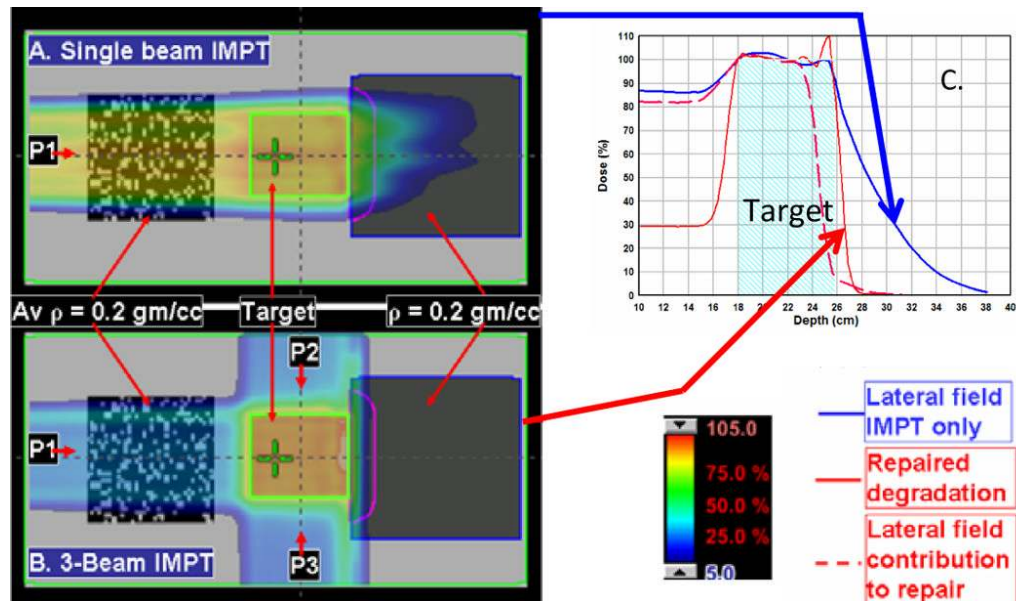 A. Single beam IMPT
P1
Av ρ = 0.2 gm/cc
Target
ρ = 0.2 gm/cc
P2
P1
P3
B. 3-Beam IMPT
C.
Dose (%)
110
100
90
80
70
60
50
40
30
20
10
0
Target
10 12 14 16 18 20 22 24 26 28 30 32 34 36 38 40
Depth (cm)
105.0
75.0 %
50.0 %
25.0 %
5.0
Lateral field
IMPT only
Repaired
degradation
Lateral field
contribution
to repair